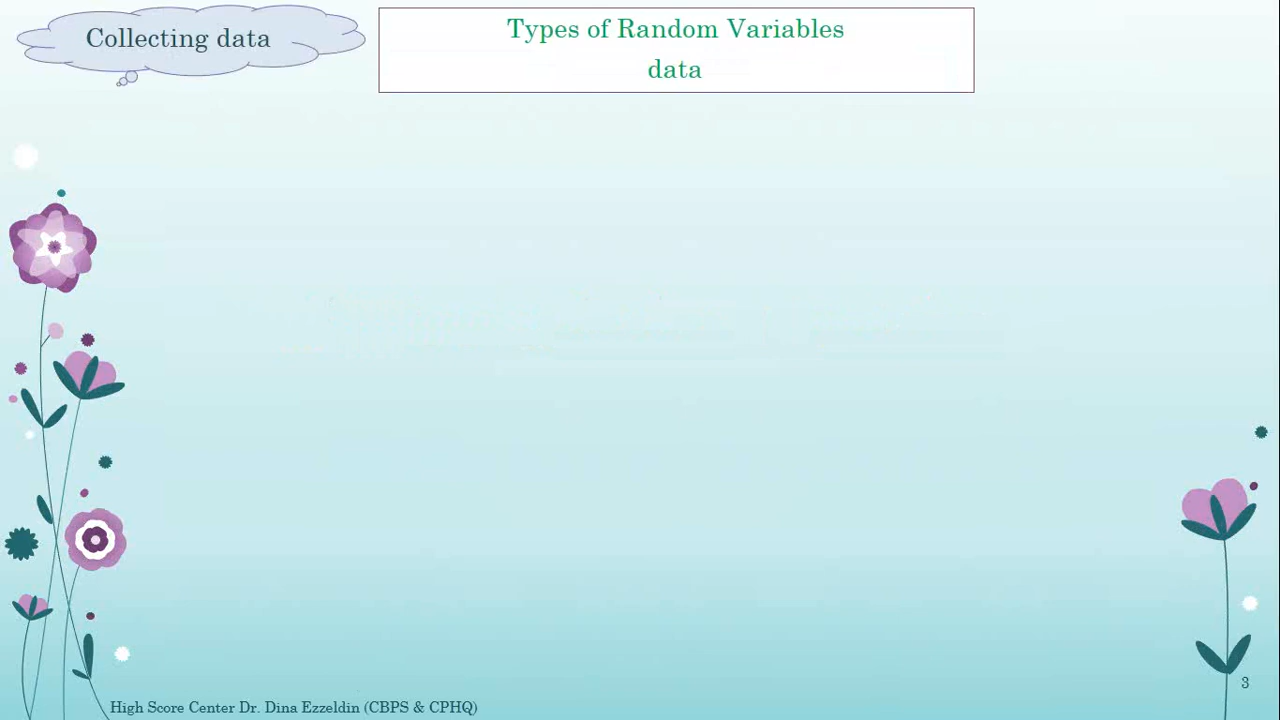 Collecting data
Types of Random Variables
data
High Score Center Dr. Dina Ezzeldin (CBPS & CPHQ)
3